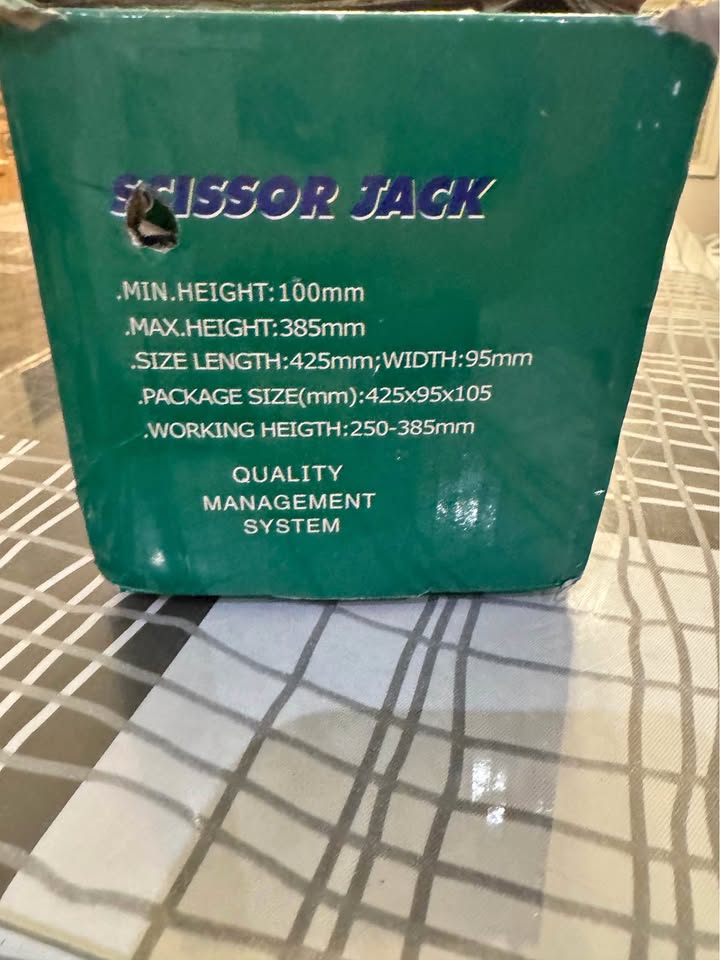 SCISSOR JACK
.MIN.HEIGHT:100mm
.MAX.HEIGHT:385mm
.SIZE LENGTH:425mm;WIDTH:95mm
.PACKAGE SIZE(mm):425x95x105
.WORKING HEIGTH:250-385mm
QUALITY
MANAGEMENT
SYSTEM